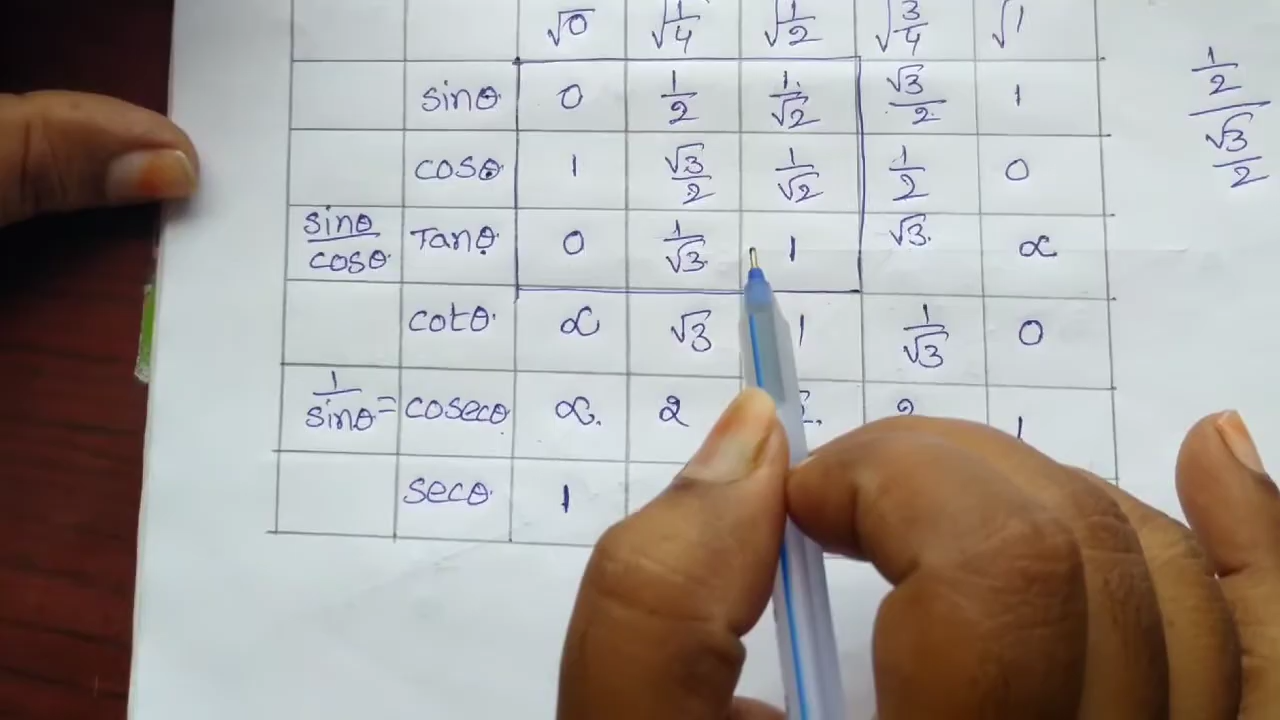 √0 √1/4 √1/2 √3/4 √1
sinθ 0 1/2 1/√2 √3/2 1
cosθ 1 √3/2 1/√2 1/2 0
sinθ/cosθ Tanθ 0 1/√3 1 √3 ∝
cotθ ∝ √3 1 1/√3 0
1/sinθ = cosecθ ∝ 2
secθ 1
1/2
√3/2